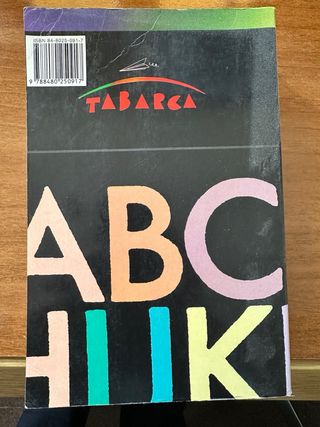 ISBN 84-8025-091-7
9 788480 250917
TABARCA
ABC
HIJK